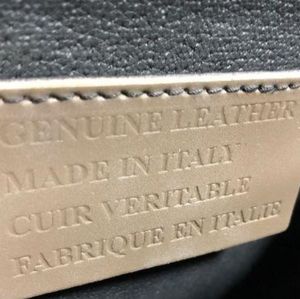 GENUINE LEATHER
MADE IN ITALY
CUIR VERITABLE
FABRIQUE EN ITALIE